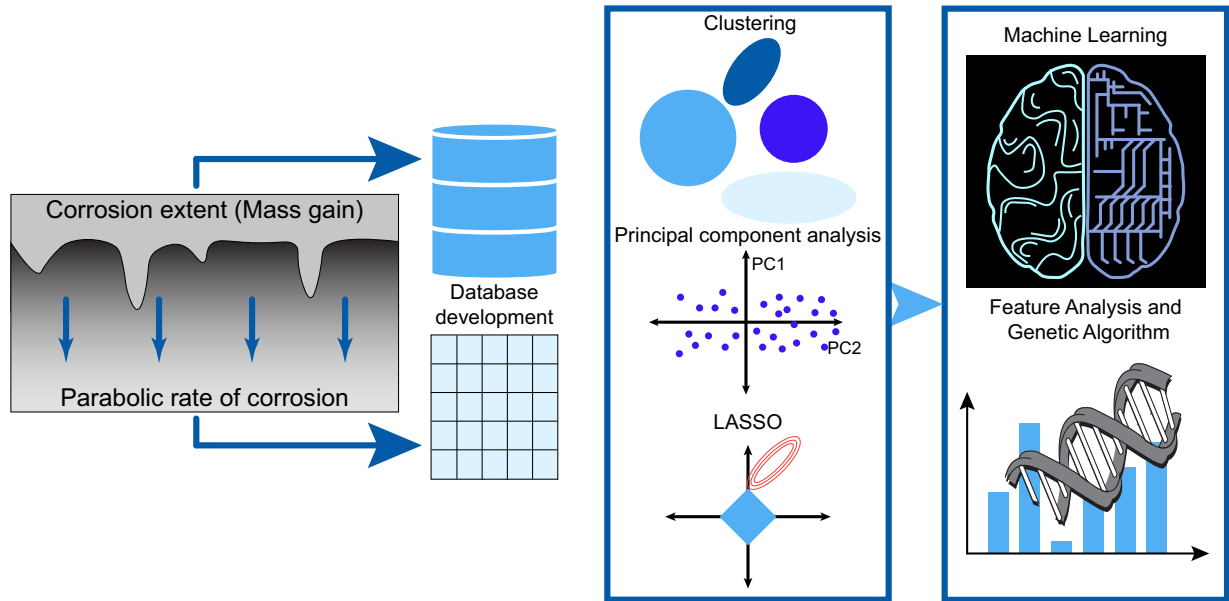 Corrosion extent (Mass gain)
Parabolic rate of corrosion
Database
development
Clustering
Principal component analysis
PC1
PC2
LASSO
Machine Learning
Feature Analysis and
Genetic Algorithm